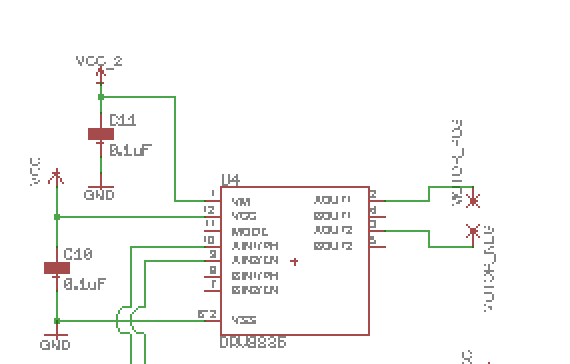 VCC_2
C11
0.1uF
GND
VCC
C10
0.1uF
GND
U4
VM
VCC
MODE
AIN1/PH
AIN2/EN
BIN1/PH
BIN2/EN
VSS
AOUT1
BOUT1
AOUT2
BOUT2
DRV8835